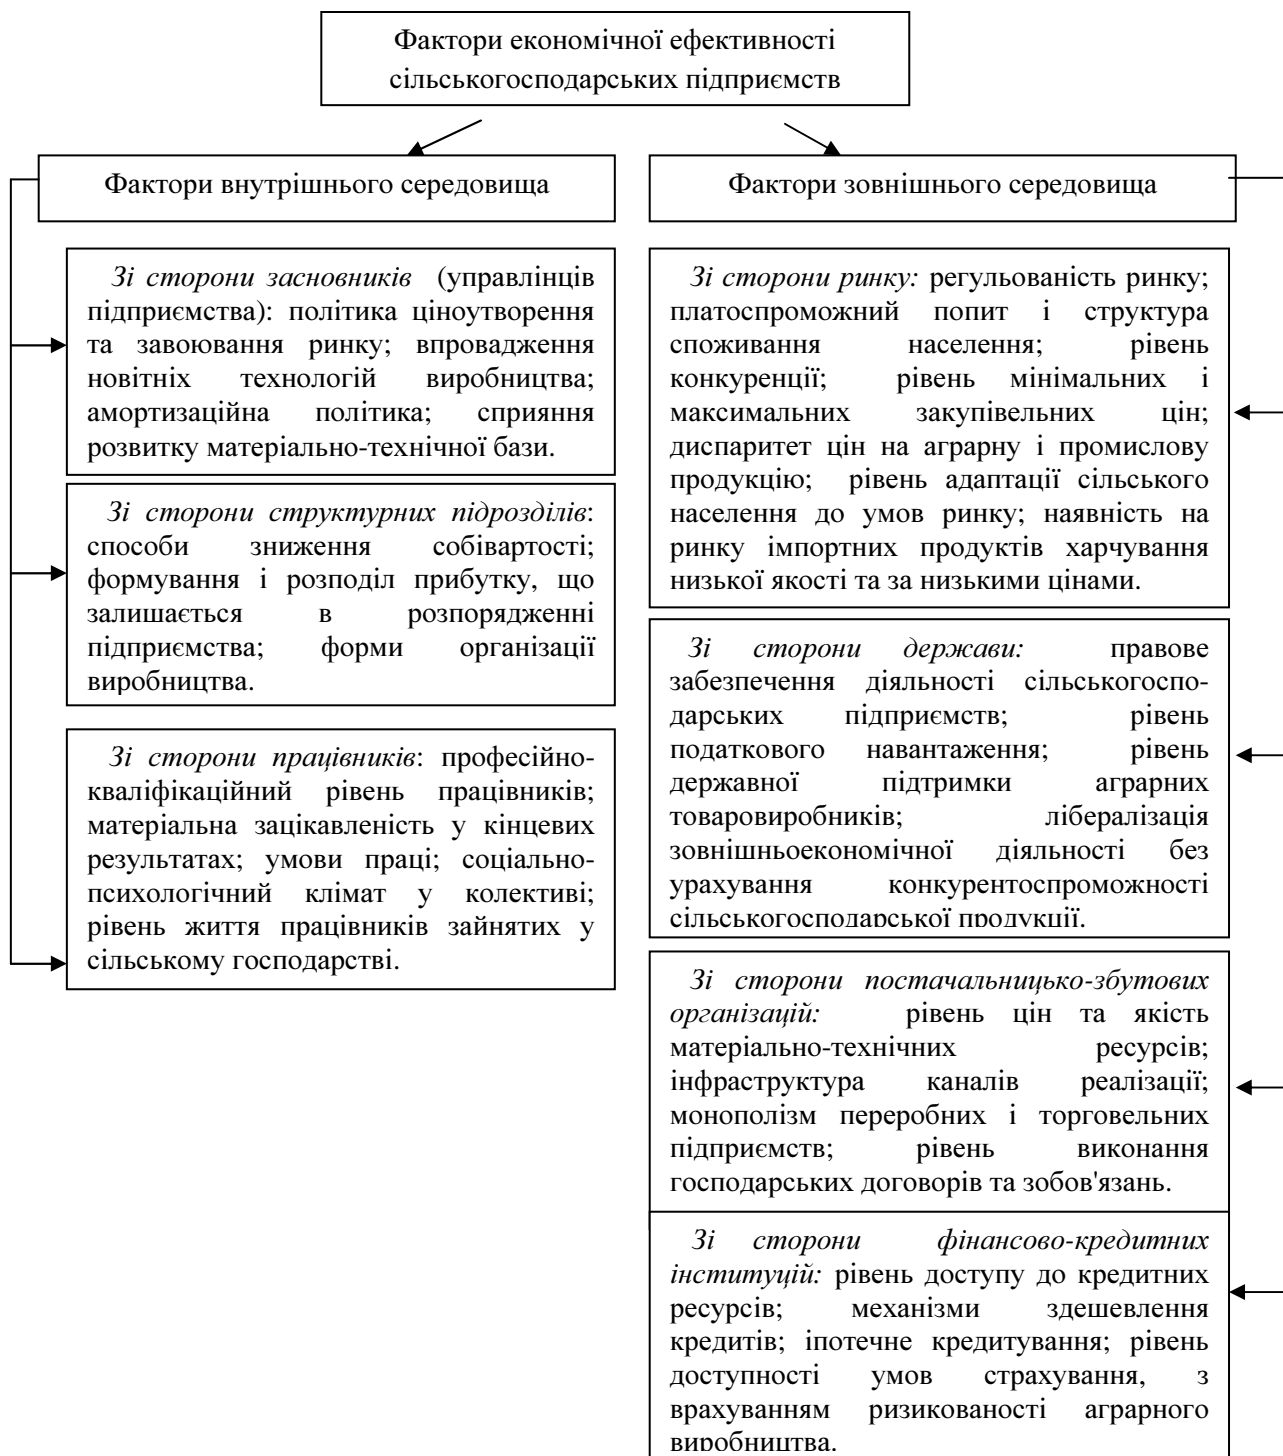 Фактори економічної ефективності
сільськогосподарських підприємств
Фактори внутрішнього середовища
Зі сторони засновників (управлінців
підприємства): політика ціноутворення
та завоювання ринку; впровадження
новітніх технологій виробництва;
амортизаційна політика; сприяння
розвитку матеріально-технічної бази.
Зі сторони структурних підрозділів:
способи зниження собівартості;
формування і розподіл прибутку, що
залишається в розпорядженні
підприємства; форми організації
виробництва.
Зі сторони працівників: професійно-
кваліфікаційний рівень працівників;
матеріальна зацікавленість у кінцевих
результатах; умови праці; соціально-
психологічний клімат у колективі;
рівень життя працівників зайнятих у
сільському господарстві.
Фактори зовнішнього середовища
Зі сторони ринку: регульованість ринку;
платоспроможний попит і структура
споживання населення; рівень
конкуренції; рівень мінімальних і
максимальних закупівельних цін;
диспаритет цін на аграрну і промислову
продукцію; рівень адаптації сільського
населення до умов ринку; наявність на
ринку імпортних продуктів харчування
низької якості та за низькими цінами.
Зі сторони держави: правове
забезпечення діяльності сільськогоспо-
дарських підприємств; рівень
податкового навантаження; рівень
державної підтримки аграрних
товаровиробників; лібералізація
зовнішньоекономічної діяльності без
урахування конкурентоспроможності
сільськогосподарської продукції.
Зі сторони постачальницько-збутових
організацій: рівень цін та якість
матеріально-технічних ресурсів;
інфраструктура каналів реалізації;
монополізм переробних і торговельних
підприємств; рівень виконання
господарських договорів та зобов'язань.
Зі сторони фінансово-кредитних
інституцій: рівень доступу до кредитних
ресурсів; механізми здешевлення
кредитів; іпотечне кредитування; рівень
доступності умов страхування, з
врахуванням ризикованості аграрного
виробництва.